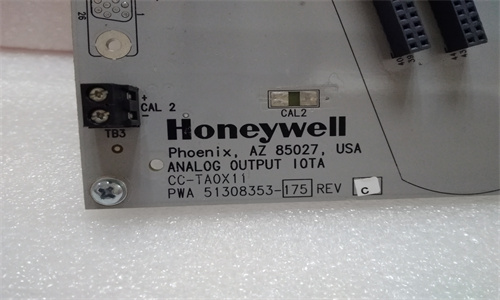 26
+
CAL 2
-
TB3
CAL2
Honeywell
Phoenix, AZ 85027, USA
ANALOG OUTPUT IOTA
CC-TAOX11
PWA 51308353-175 REV C